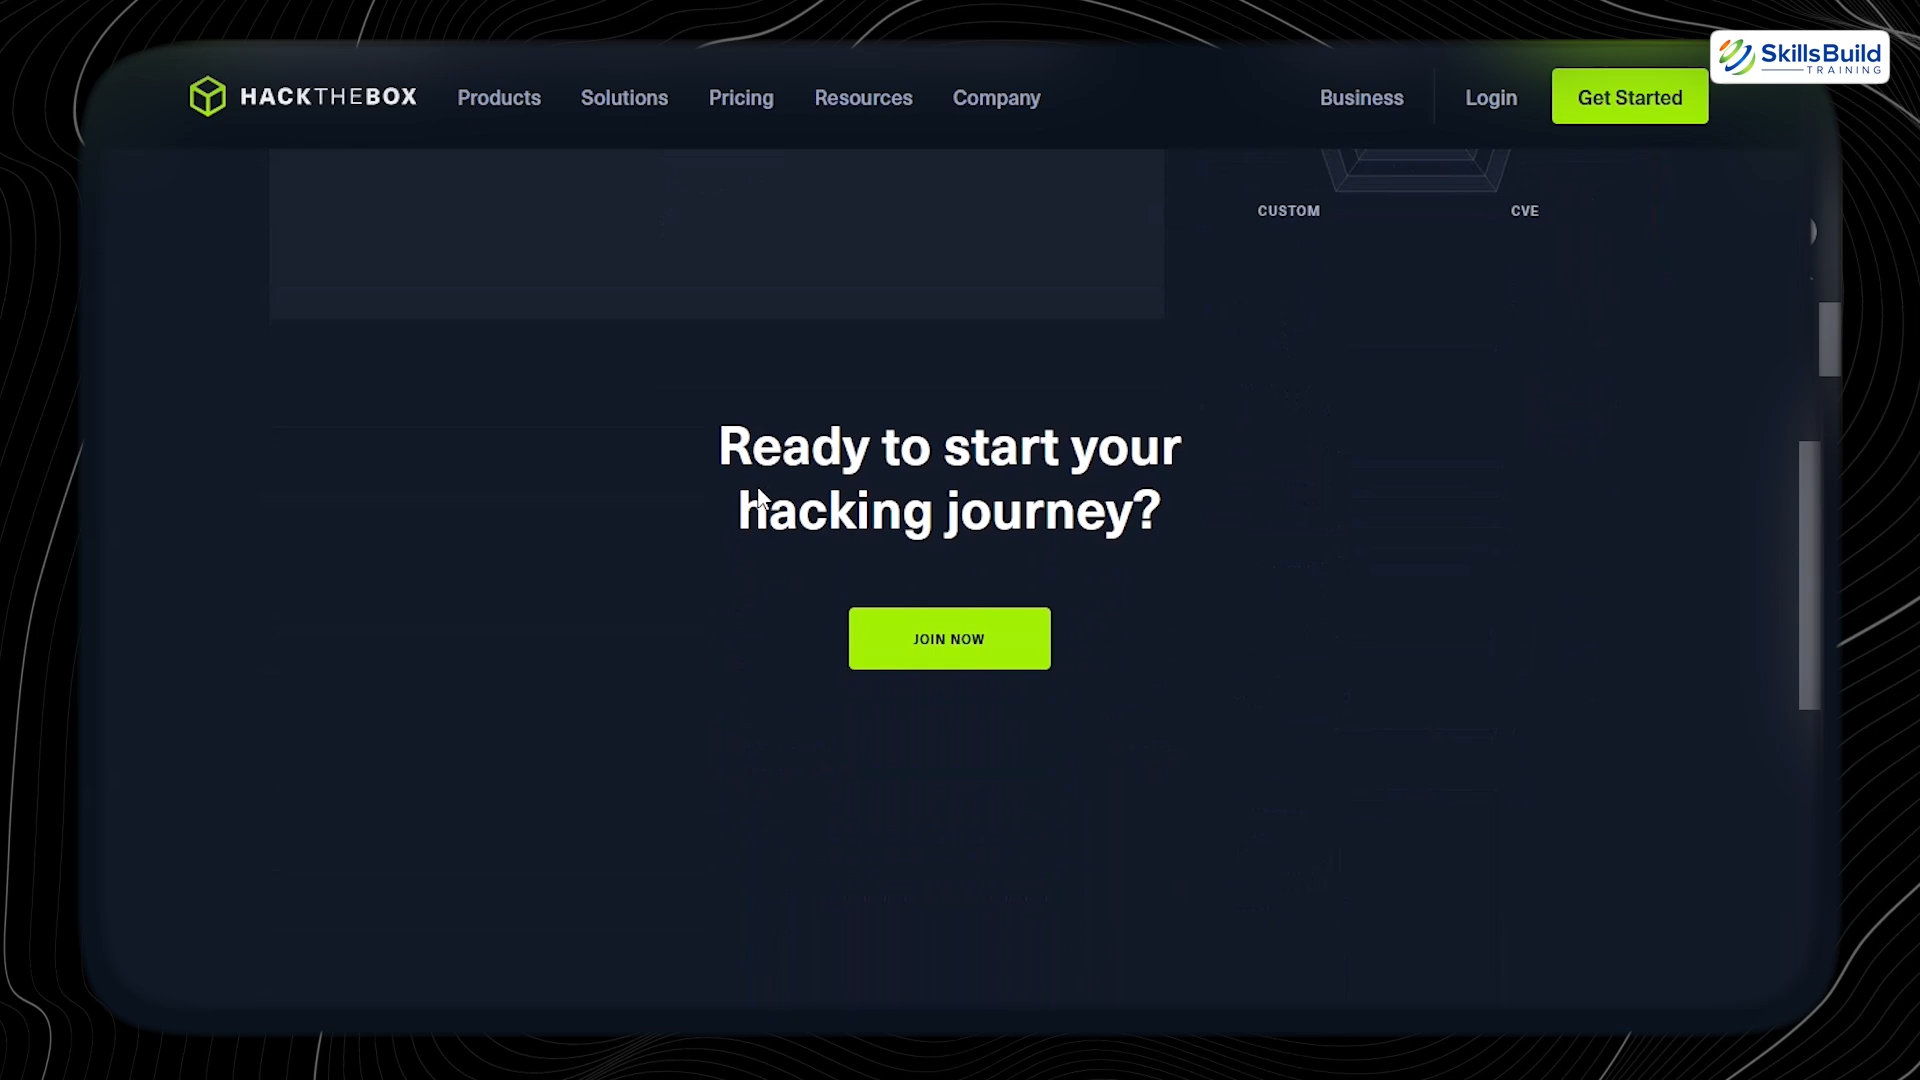 SkillsBuild
TRAINING
HACKTHEBOX
Products
Solutions
Pricing
Resources
Company
Business
Login
Get Started
CUSTOM
CVE
Ready to start your
hacking journey?
JOIN NOW